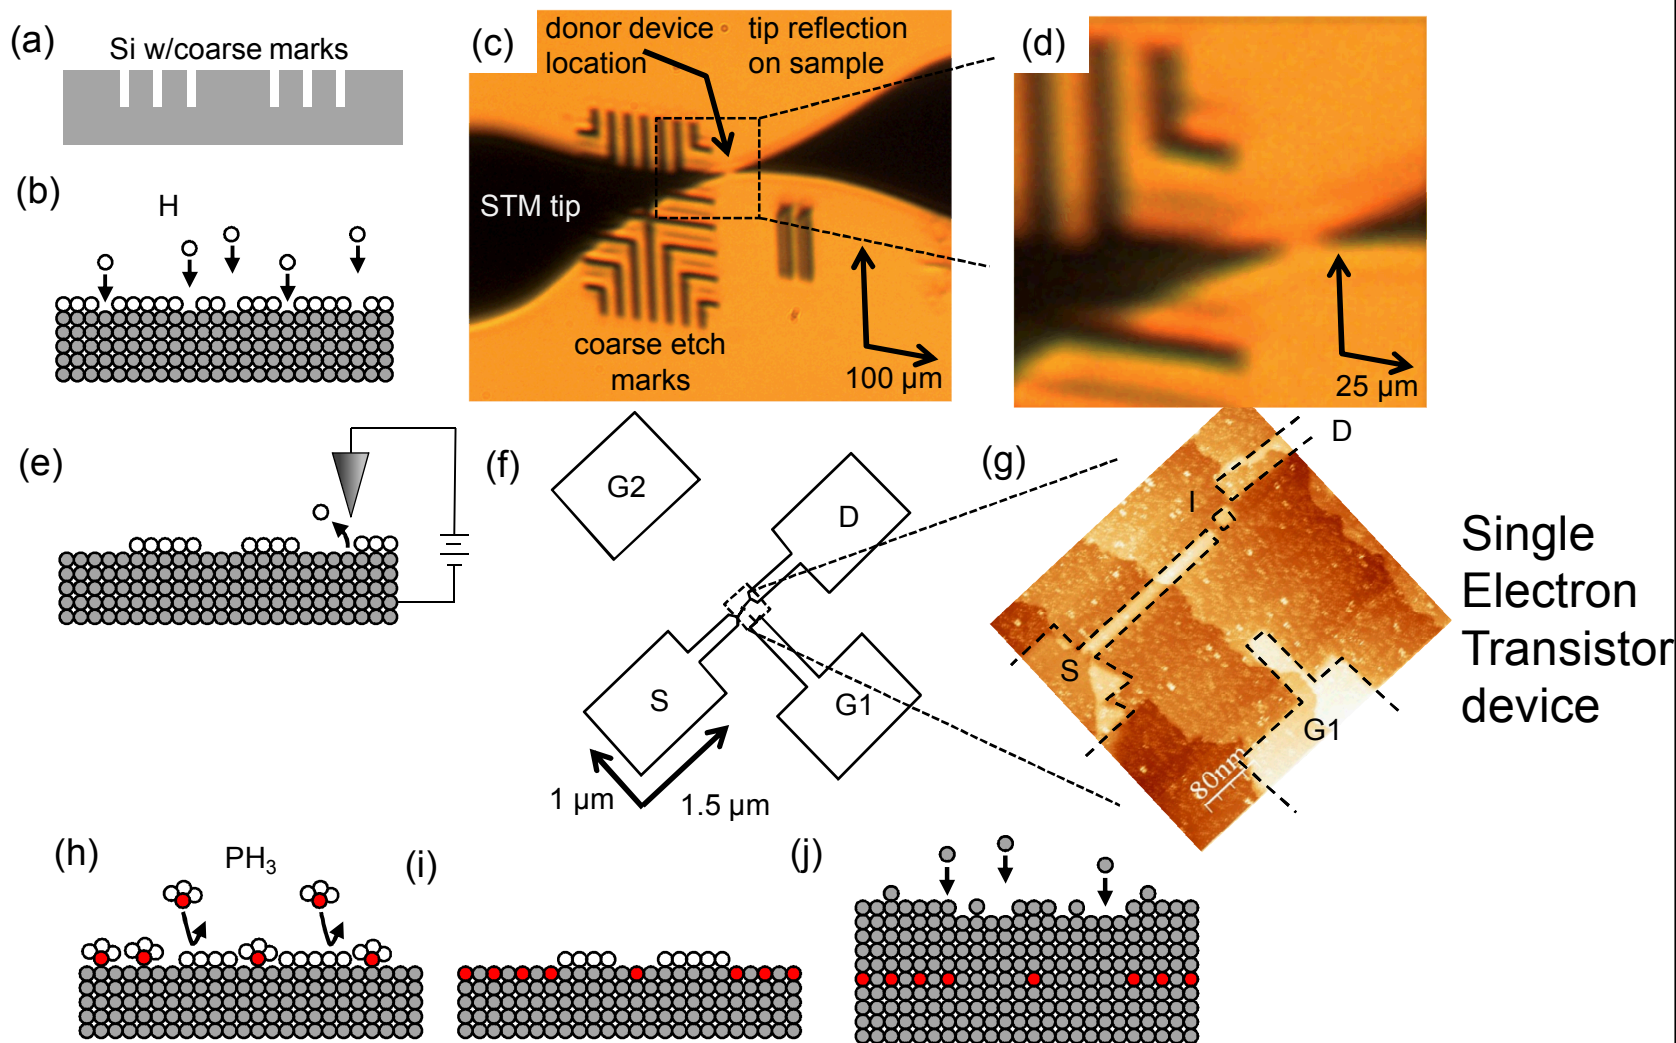 (a)
Si w/coarse marks
(b)
H
(c)
donor device
location
tip reflection
on sample
STM tip
coarse etch
marks
100 µm
(d)
25 µm
(e)
(f)
G2
D
S
G1
1 µm
1.5 µm
(g)
D
I
S
G1
80nm
Single
Electron
Transistor
device
(h)
PH₃
(i)
(j)